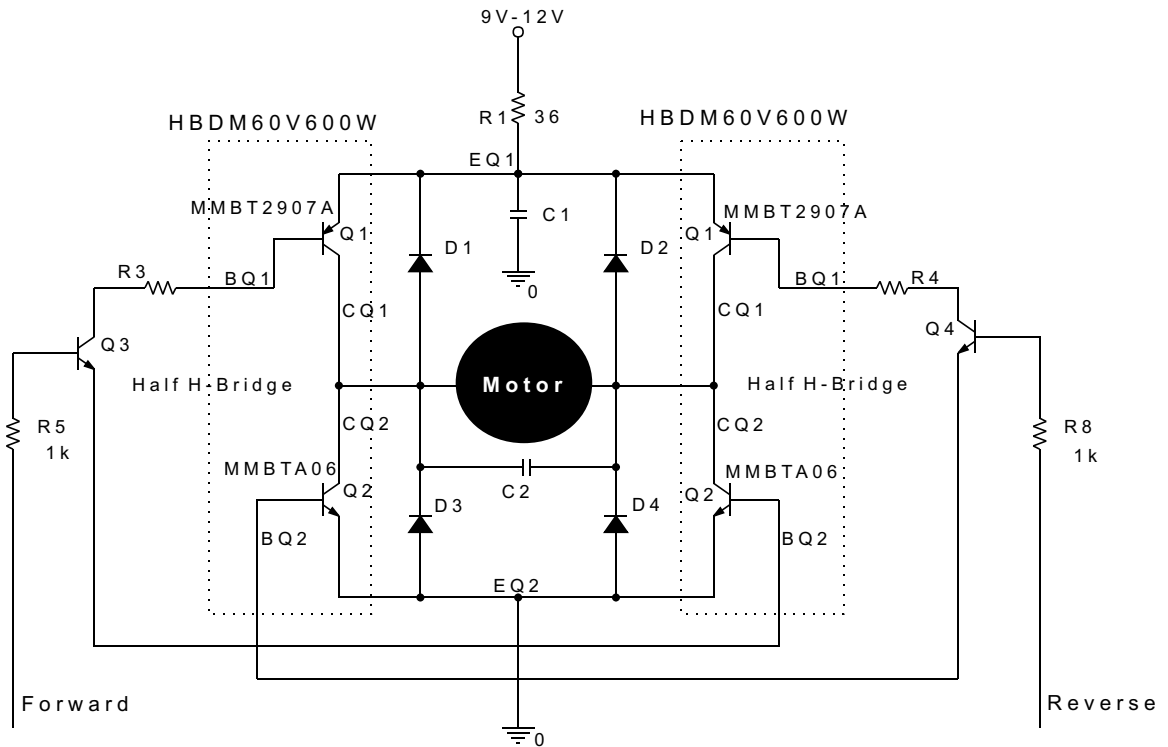 9V-12V
R1 36
HBDM60V600W
HBDM60V600W
EQ1
MMBT2907A
C1
MMBT2907A
Q1
D1
D2
Q1
R3
BQ1
0
BQ1
R4
CQ1
CQ1
Q3
Q4
Half H-Bridge
Motor
Half H-Bridge
R5
1k
CQ2
CQ2
R8
1k
MMBTA06
MMBTA06
Q2
C2
Q2
D3
D4
BQ2
BQ2
EQ2
Forward
Reverse
0